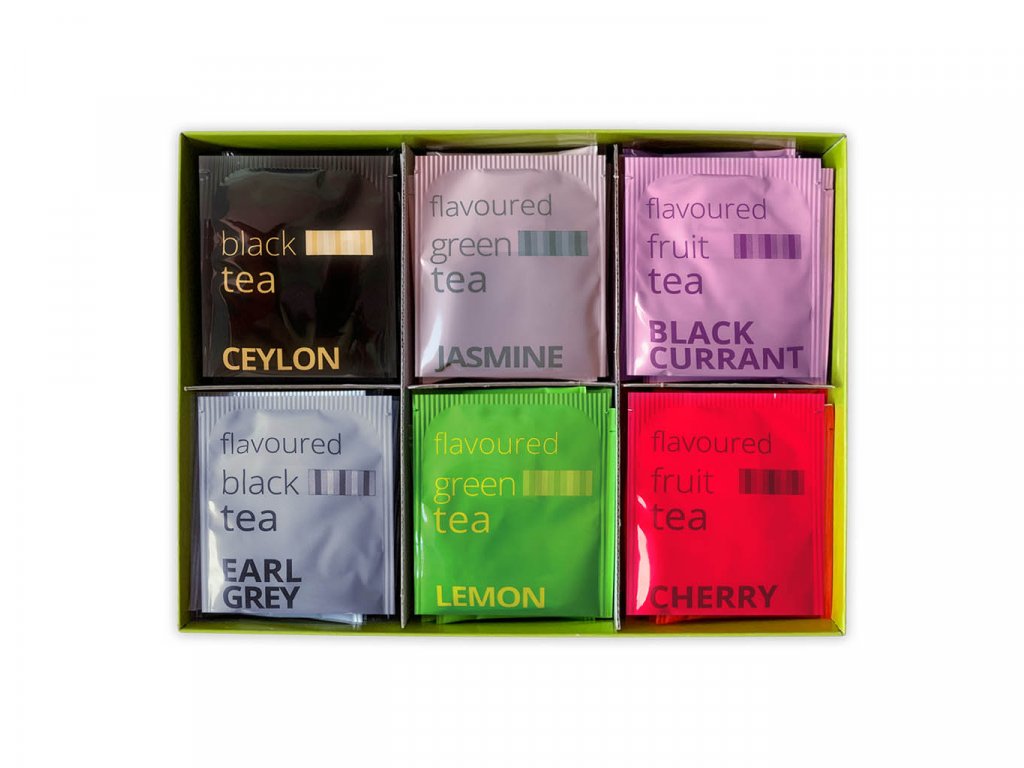 black
tea
CEYLON
flavoured
green
tea
JASMINE
flavoured
fruit
tea
BLACK
CURRANT
flavoured
black
tea
EARL
GREY
flavoured
green
tea
LEMON
flavoured
fruit
tea
CHERRY